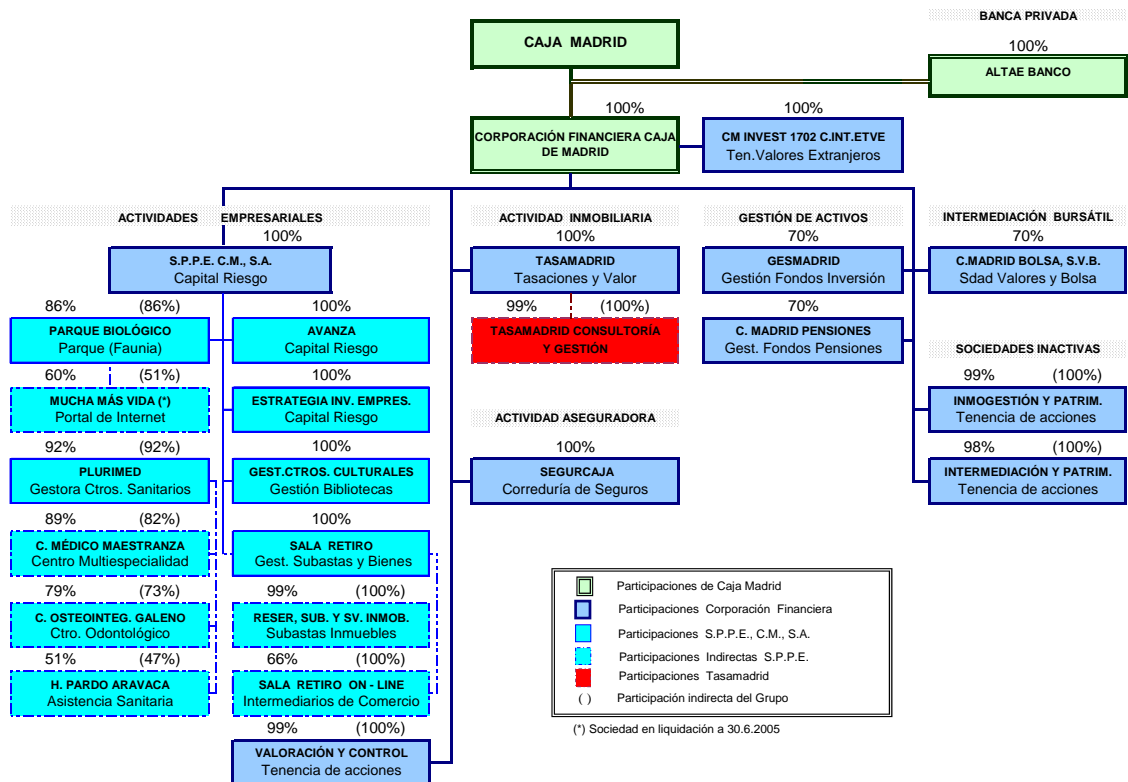 BANCA PRIVADA
CAJA MADRID
100%
ALTAE BANCO
100%
100%
CORPORACIÓN FINANCIERA CAJA
DE MADRID
CM INVEST 1702 C.INT.ETVE
Ten.Valores Extranjeros
ACTIVIDADES EMPRESARIALES
100%
S.P.P.E. C.M., S.A.
Capital Riesgo
86% (86%)
PARQUE BIOLÓGICO
Parque (Faunia)
60% (51%)
MUCHA MÁS VIDA (*)
Portal de Internet
92% (92%)
PLURIMED
Gestora Ctros. Sanitarios
89% (82%)
C. MÉDICO MAESTRANZA
Centro Multiespecialidad
79% (73%)
C. OSTEOINTEG. GALENO
Ctro. Odontológico
51% (47%)
H. PARDO ARAVACA
Asistencia Sanitaria
100%
AVANZA
Capital Riesgo
100%
ESTRATEGIA INV. EMPRES.
Capital Riesgo
100%
GEST.CTROS. CULTURALES
Gestión Bibliotecas
100%
SALA RETIRO
Gest. Subastas y Bienes
99% (100%)
RESER, SUB. Y SV. INMOB.
Subastas Inmuebles
66% (100%)
SALA RETIRO ON - LINE
Intermediarios de Comercio
99% (100%)
VALORACIÓN Y CONTROL
Tenencia de acciones
ACTIVIDAD INMOBILIARIA
100%
TASAMADRID
Tasaciones y Valor
99% (100%)
TASAMADRID CONSULTORÍA
Y GESTIÓN
ACTIVIDAD ASEGURADORA
100%
SEGURCAJA
Correduría de Seguros
GESTIÓN DE ACTIVOS
70%
GESMADRID
Gestión Fondos Inversión
70%
C. MADRID PENSIONES
Gest. Fondos Pensiones
INTERMEDIACIÓN BURSÁTIL
70%
C.MADRID BOLSA, S.V.B.
Sdad Valores y Bolsa
SOCIEDADES INACTIVAS
99% (100%)
INMOGESTIÓN Y PATRIM.
Tenencia de acciones
98% (100%)
INTERMEDIACIÓN Y PATRIM.
Tenencia de acciones
Participaciones de Caja Madrid
Participaciones Corporación Financiera
Participaciones S.P.P.E., C.M., S.A.
Participaciones Indirectas S.P.P.E.
Participaciones Tasamadrid
( ) Participación indirecta del Grupo
(*) Sociedad en liquidación a 30.6.2005